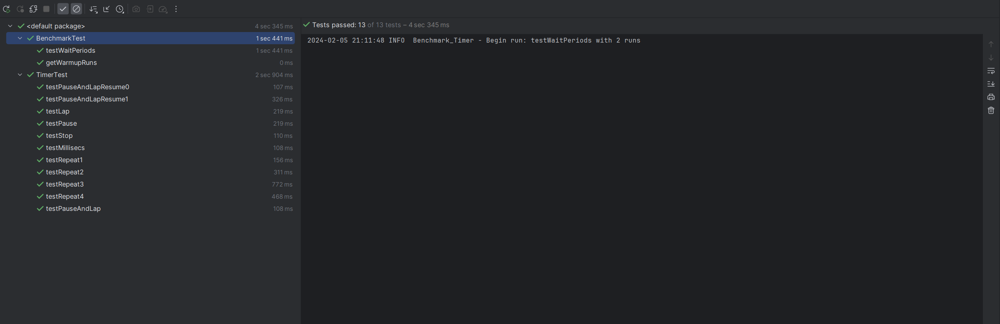 <default package> 4 sec 345 ms
BenchmarkTest 1 sec 441 ms
testWaitPeriods 1 sec 441 ms
getWarmupRuns 0 ms
TimerTest 2 sec 904 ms
testPauseAndLapResume0 107 ms
testPauseAndLapResume1 326 ms
testLap 219 ms
testPause 219 ms
testStop 110 ms
testMillisecs 108 ms
testRepeat1 156 ms
testRepeat2 311 ms
testRepeat3 772 ms
testRepeat4 468 ms
testPauseAndLap 108 ms
Tests passed: 13 of 13 tests – 4 sec 345 ms
2024-02-05 21:11:48 INFO  Benchmark_Timer - Begin run: testWaitPeriods with 2 runs